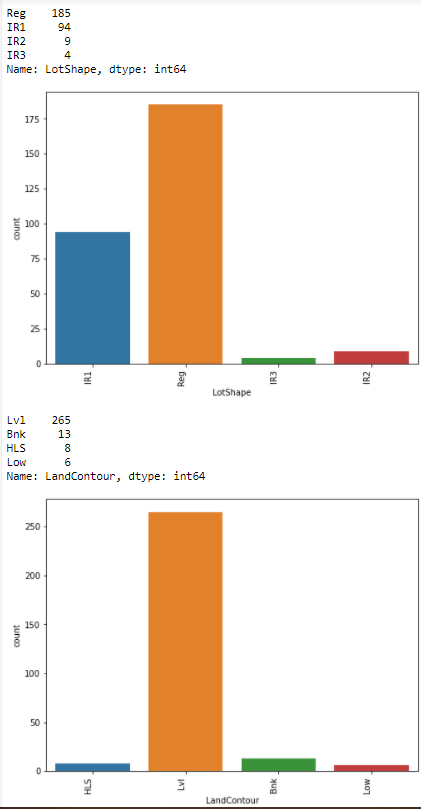 Reg    185
IR1     94
IR2      9
IR3      4
Name: LotShape, dtype: int64
175
150
125
100
75
50
25
0
count
IR1 Reg IR3 IR2
LotShape
Lvl    265
Bnk     13
HLS      8
Low      6
Name: LandContour, dtype: int64
250
200
150
100
50
0
count
HLS Lvl Bnk Low
LandContour